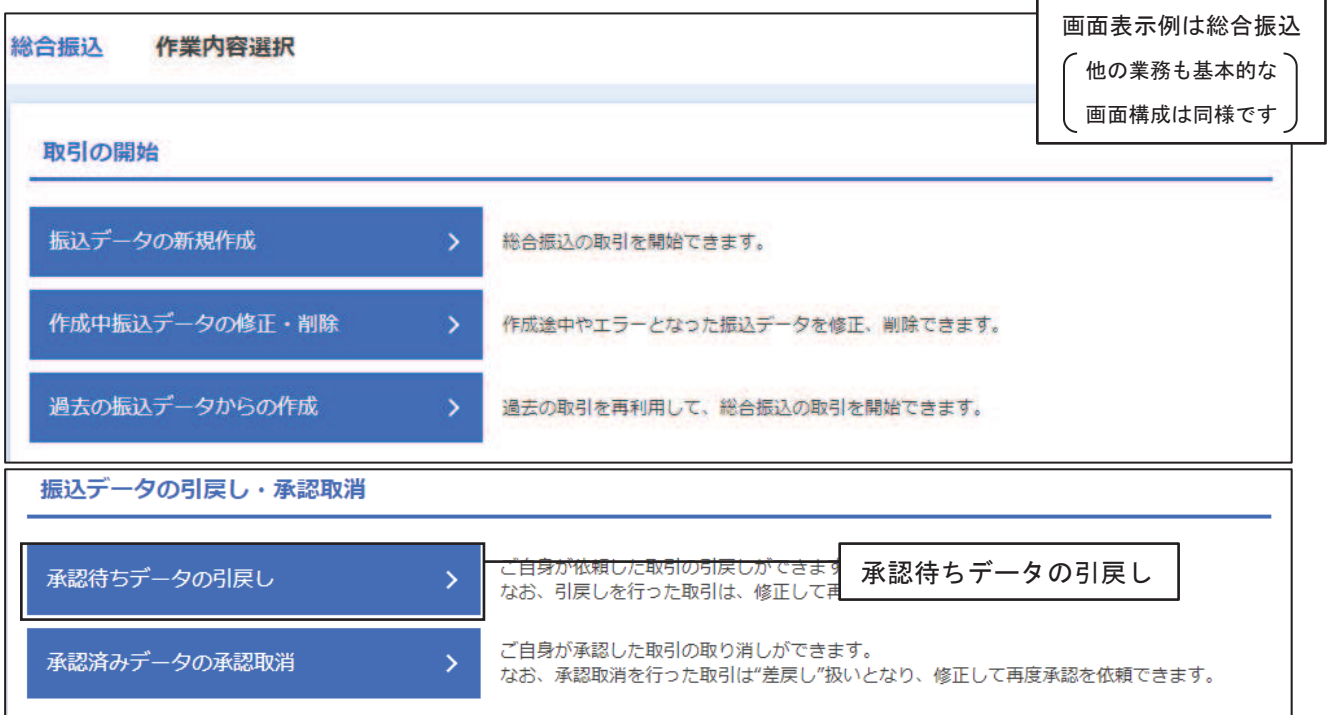 総合振込 作業内容選択
画面表示例は総合振込
他の業務も基本的な
画面構成は同様です
取引の開始
振込データの新規作成
総合振込の取引を開始できます。
作成中振込データの修正・削除
作成途中やエラーとなった振込データを修正、削除できます。
過去の振込データからの作成
過去の取引を再利用して、総合振込の取引を開始できます。
振込データの引戻し・承認取消
承認待ちデータの引戻し
ご自身が依頼した取引の引戻しができます
なお、引戻しを行った取引は、修正して再
承認待ちデータの引戻し
承認済みデータの承認取消
ご自身が承認した取引の取り消しができます。
なお、承認取消を行った取引は“差戻し”扱いとなり、修正して再度承認を依頼できます。